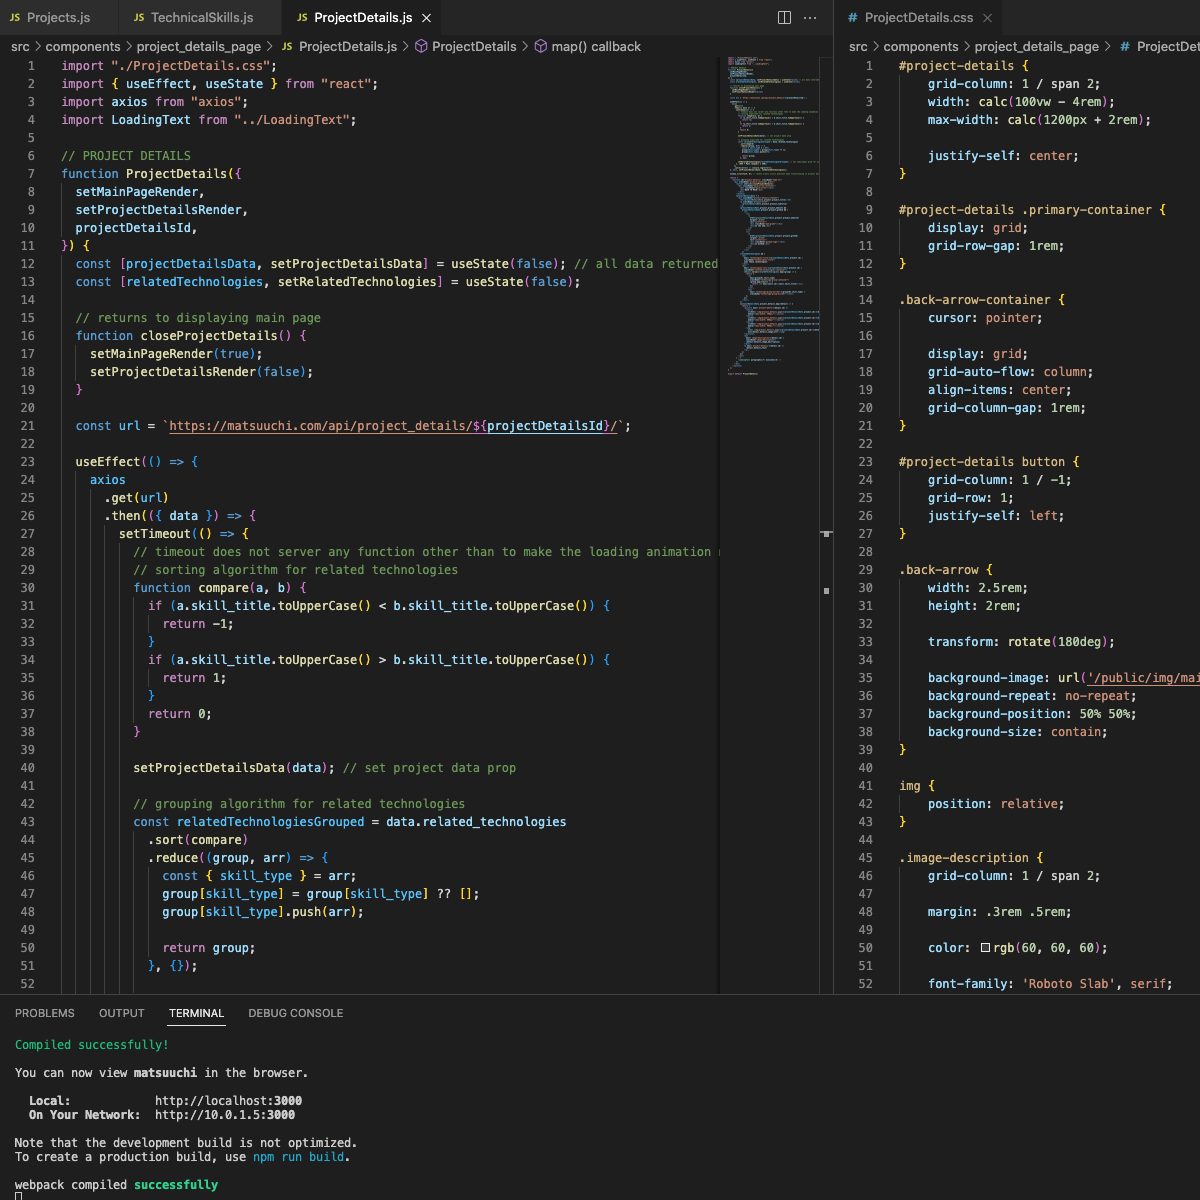 JS Projects.js
JS TechnicalSkills.js
JS ProjectDetails.js ×
···
src > components > project_details_page > JS ProjectDetails.js > ProjectDetails > map() callback
1 import "./ProjectDetails.css";
2 import { useEffect, useState } from "react";
3 import axios from "axios";
4 import LoadingText from "../LoadingText";
5
6 // PROJECT DETAILS
7 function ProjectDetails({
8 setMainPageRender,
9 setProjectDetailsRender,
10 projectDetailsId,
11 }) {
12 const [projectDetailsData, setProjectDetailsData] = useState(false); // all data returned
13 const [relatedTechnologies, setRelatedTechnologies] = useState(false);
14
15 // returns to displaying main page
16 function closeProjectDetails() {
17 setMainPageRender(true);
18 setProjectDetailsRender(false);
19 }
20
21 const url = `https://matsuuchi.com/api/project_details/${projectDetailsId}/`;
22
23 useEffect(() => {
24 axios
25 .get(url)
26 .then(({ data }) => {
27 setTimeout(() => {
28 // timeout does not server any function other than to make the loading animation
29 // sorting algorithm for related technologies
30 function compare(a, b) {
31 if (a.skill_title.toUpperCase() < b.skill_title.toUpperCase()) {
32 return -1;
33 }
34 if (a.skill_title.toUpperCase() > b.skill_title.toUpperCase()) {
35 return 1;
36 }
37 return 0;
38 }
39
40 setProjectDetailsData(data); // set project data prop
41
42 // grouping algorithm for related technologies
43 const relatedTechnologiesGrouped = data.related_technologies
44 .sort(compare)
45 .reduce((group, arr) => {
46 const { skill_type } = arr;
47 group[skill_type] = group[skill_type] ?? [];
48 group[skill_type].push(arr);
49
50 return group;
51 }, {});
52
# ProjectDetails.css ×
src > components > project_details_page > # ProjectDet
1 #project-details {
2 grid-column: 1 / span 2;
3 width: calc(100vw - 4rem);
4 max-width: calc(1200px + 2rem);
5
6 justify-self: center;
7 }
8
9 #project-details .primary-container {
10 display: grid;
11 grid-row-gap: 1rem;
12 }
13
14 .back-arrow-container {
15 cursor: pointer;
16
17 display: grid;
18 grid-auto-flow: column;
19 align-items: center;
20 grid-column-gap: 1rem;
21 }
22
23 #project-details button {
24 grid-column: 1 / -1;
25 grid-row: 1;
26 justify-self: left;
27 }
28
29 .back-arrow {
30 width: 2.5rem;
31 height: 2rem;
32
33 transform: rotate(180deg);
34
35 background-image: url('/public/img/mai
36 background-repeat: no-repeat;
37 background-position: 50% 50%;
38 background-size: contain;
39 }
40
41 img {
42 position: relative;
43 }
44
45 .image-description {
46 grid-column: 1 / span 2;
47
48 margin: .3rem .5rem;
49
50 color: rgb(60, 60, 60);
51
52 font-family: 'Roboto Slab', serif;
PROBLEMS OUTPUT TERMINAL DEBUG CONSOLE
Compiled successfully!
You can now view matsuuchi in the browser.
Local: http://localhost:3000
On Your Network: http://10.0.1.5:3000
Note that the development build is not optimized.
To create a production build, use npm run build.
webpack compiled successfully